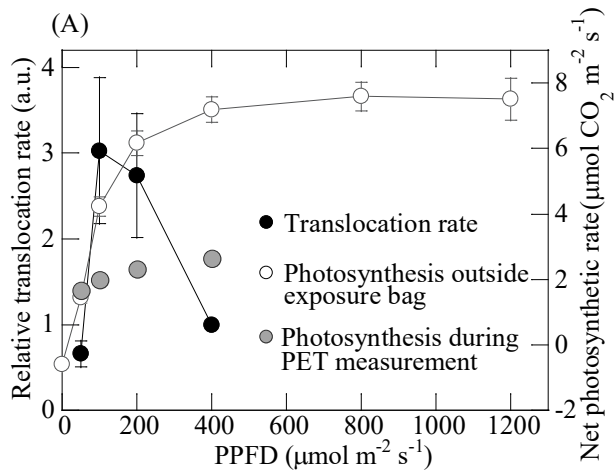 (A)
Relative translocation rate (a.u.)
4
3
2
1
0
Net photosynthetic rate(µmol CO2 m-2 s-1)
8
6
4
2
0
-2
Translocation rate
Photosynthesis outside
exposure bag
Photosynthesis during
PET measurement
0
200
400
600
800
1000
1200
PPFD (µmol m-2 s-1)